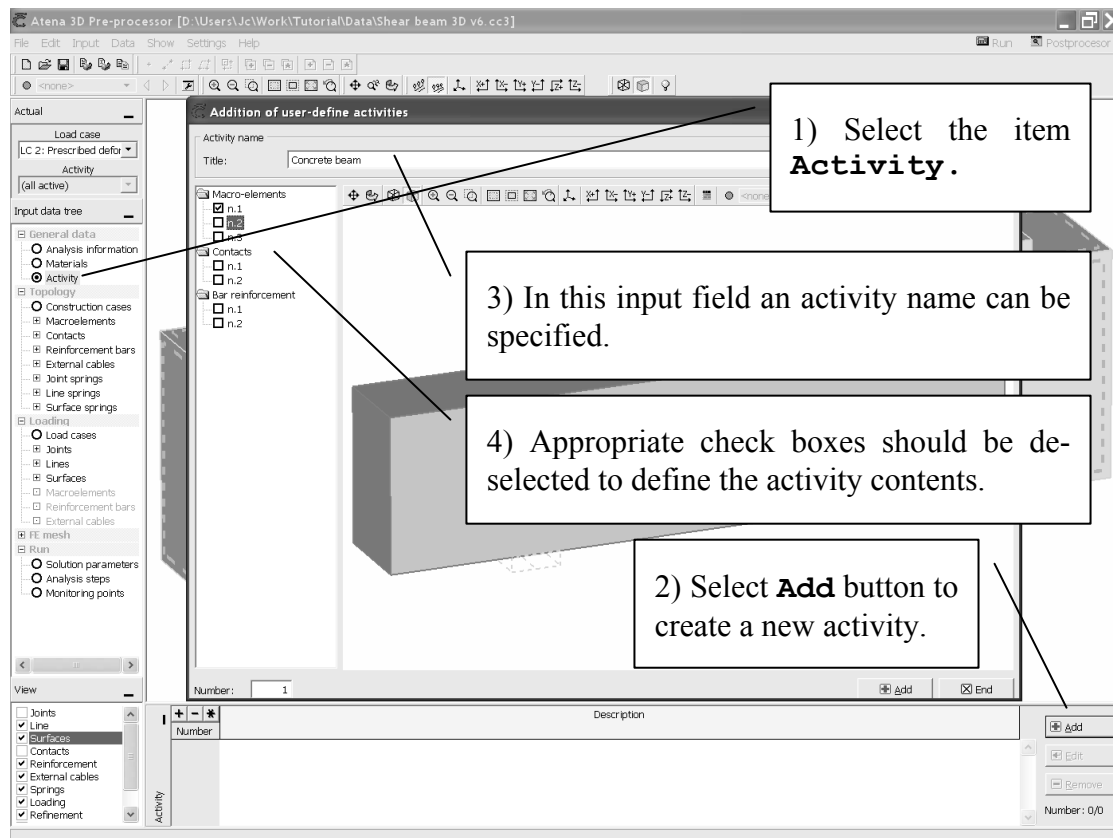 Atena 3D Pre-processor [D:\Users\Jc\Work\Tutorial\Data\Shear beam 3D v6.cc3]
File Edit Input Data Show Settings Help
Run Postprocesor
<none>
Actual
Load case
LC 2: Prescribed defor
Activity
(all active)
Input data tree
General data
Analysis information
Materials
Activity
Topology
Construction cases
Macroelements
Contacts
Reinforcement bars
External cables
Joint springs
Line springs
Surface springs
Loading
Load cases
Joints
Lines
Surfaces
Macroelements
Reinforcement bars
External cables
FE mesh
Run
Solution parameters
Analysis steps
Monitoring points
View
Joints
Line
Surfaces
Contacts
Reinforcement
External cables
Springs
Loading
Refinement
Addition of user-define activities
Activity name
Title: Concrete beam
Macro-elements
n.1
n.2
n.3
Contacts
n.1
n.2
Bar reinforcement
n.1
n.2
Number: 1
Add End
1) Select the item
Activity.
3) In this input field an activity name can be
specified.
4) Appropriate check boxes should be de-
selected to define the activity contents.
2) Select Add button to
create a new activity.
Activity
Number
Description
Add
Edit
Remove
Number: 0/0